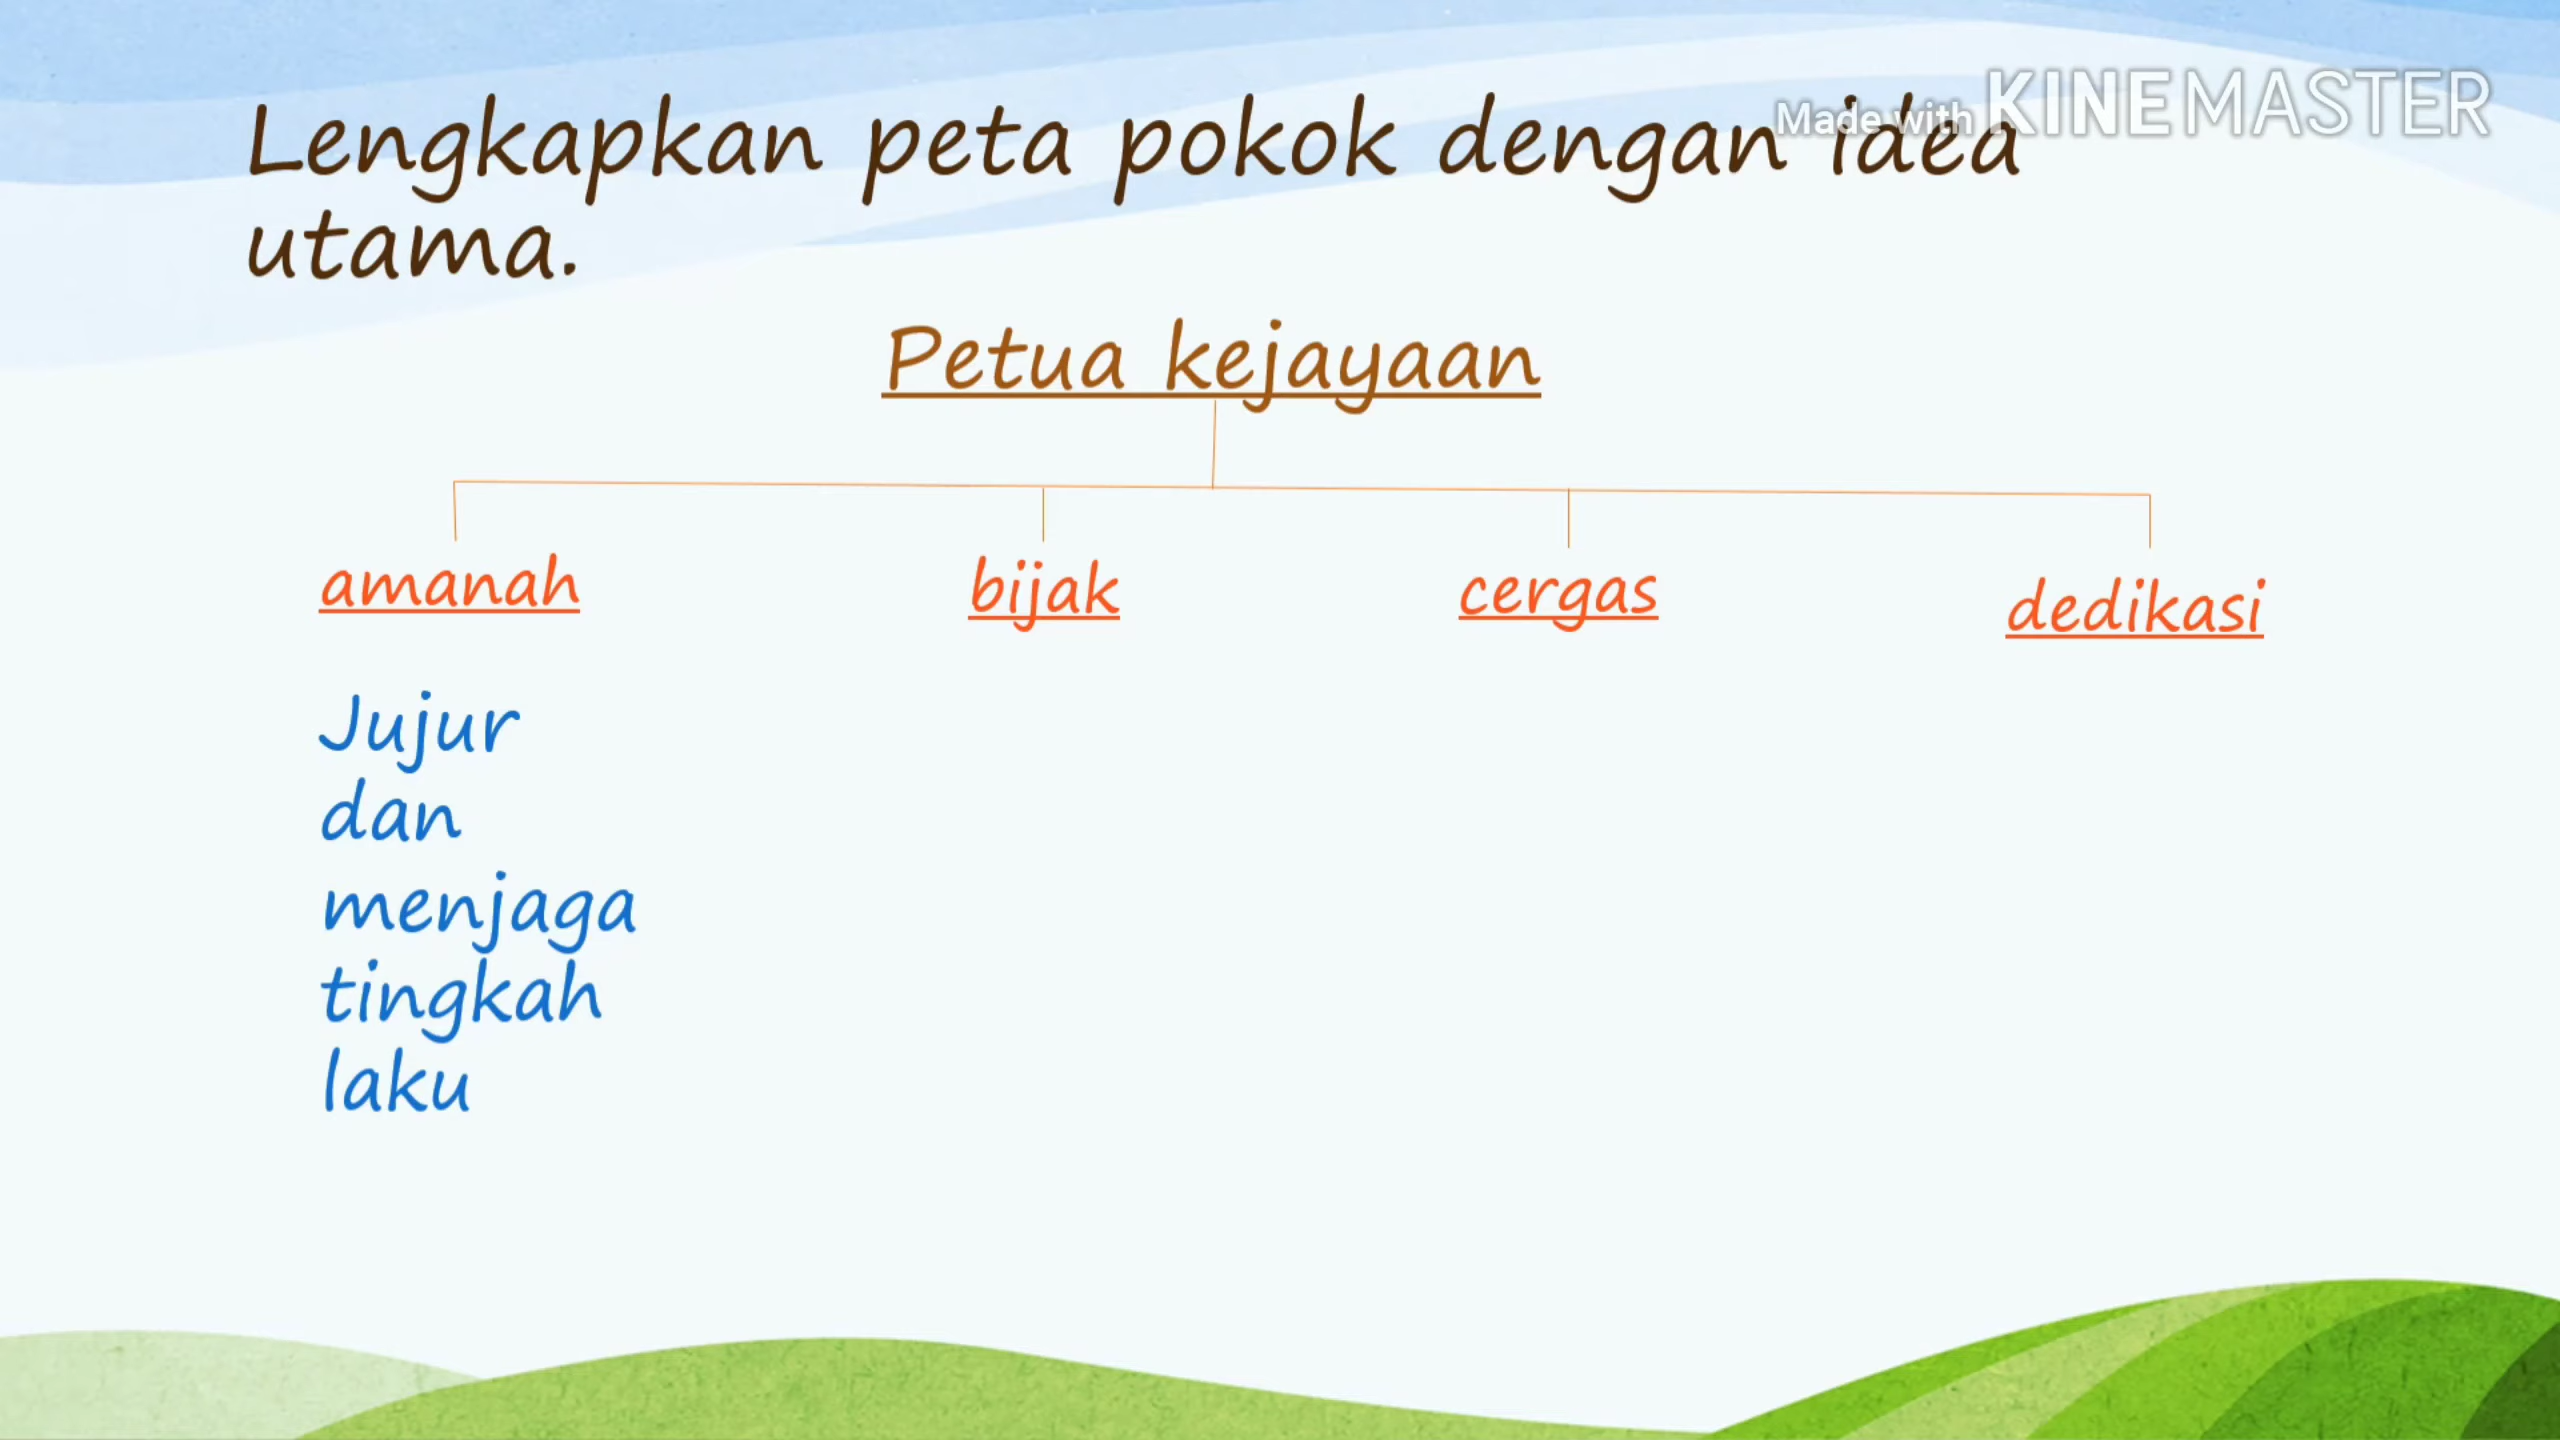 Lengkapkan peta pokok dengan idea
utama.
Made with KINEMASTER
Petua kejayaan
amanah
bijak
cergas
dedikasi
Jujur
dan
menjaga
tingkah
laku